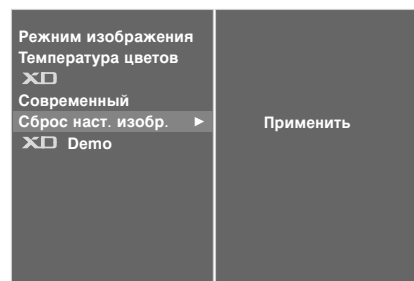 Режим изображения
Температура цветов
XD
Современный
Сброс наст. изобр. ►
Применить
XD Demo